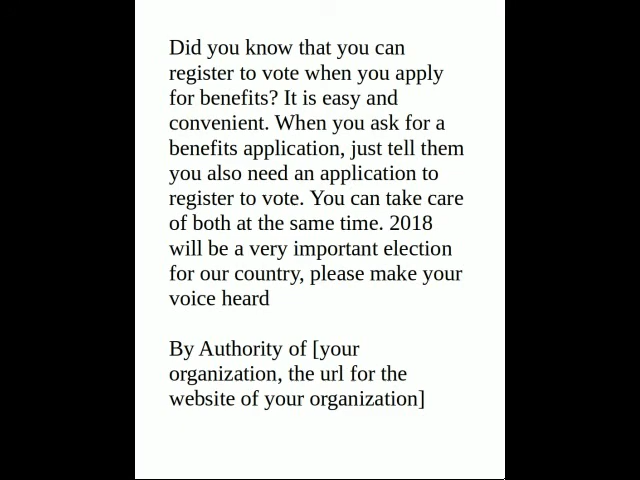 Did you know that you can
register to vote when you apply
for benefits? It is easy and
convenient. When you ask for a
benefits application, just tell them
you also need an application to
register to vote. You can take care
of both at the same time. 2018
will be a very important election
for our country, please make your
voice heard
By Authority of [your
organization, the url for the
website of your organization]